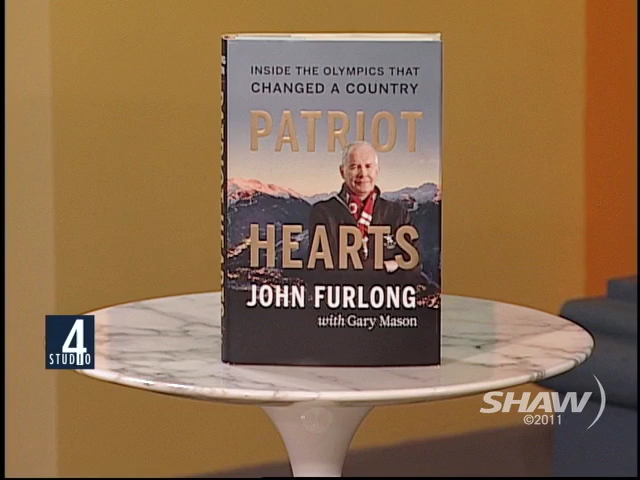 INSIDE THE OLYMPICS THAT
CHANGED A COUNTRY
PATRIOT
HEARTS
JOHN FURLONG
with Gary Mason
4
STUDIO
SHAW)
©2011